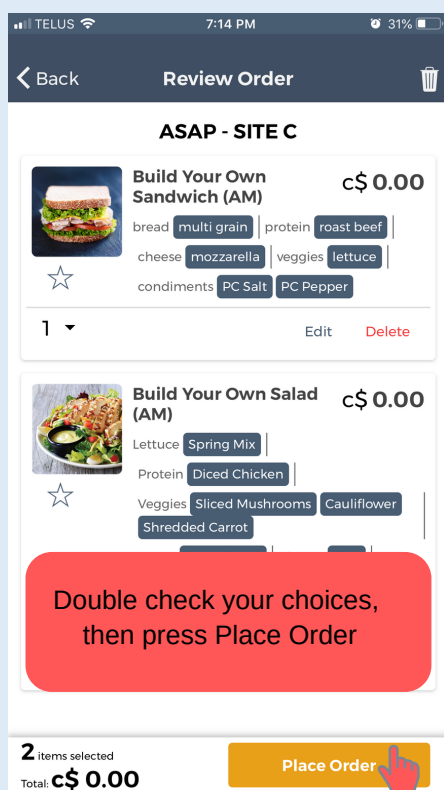 TELUS 7:14 PM 31%
Back Review Order
ASAP - SITE C
Build Your Own
Sandwich (AM)
c$ 0.00
bread multi grain protein roast beef
cheese mozzarella veggies lettuce
condiments PC Salt PC Pepper
1 Edit Delete
Build Your Own Salad
(AM)
c$ 0.00
Lettuce Spring Mix
Protein Diced Chicken
Veggies Sliced Mushrooms Cauliflower
Shredded Carrot
Double check your choices,
then press Place Order
2 items selected
Total: c$ 0.00
Place Order